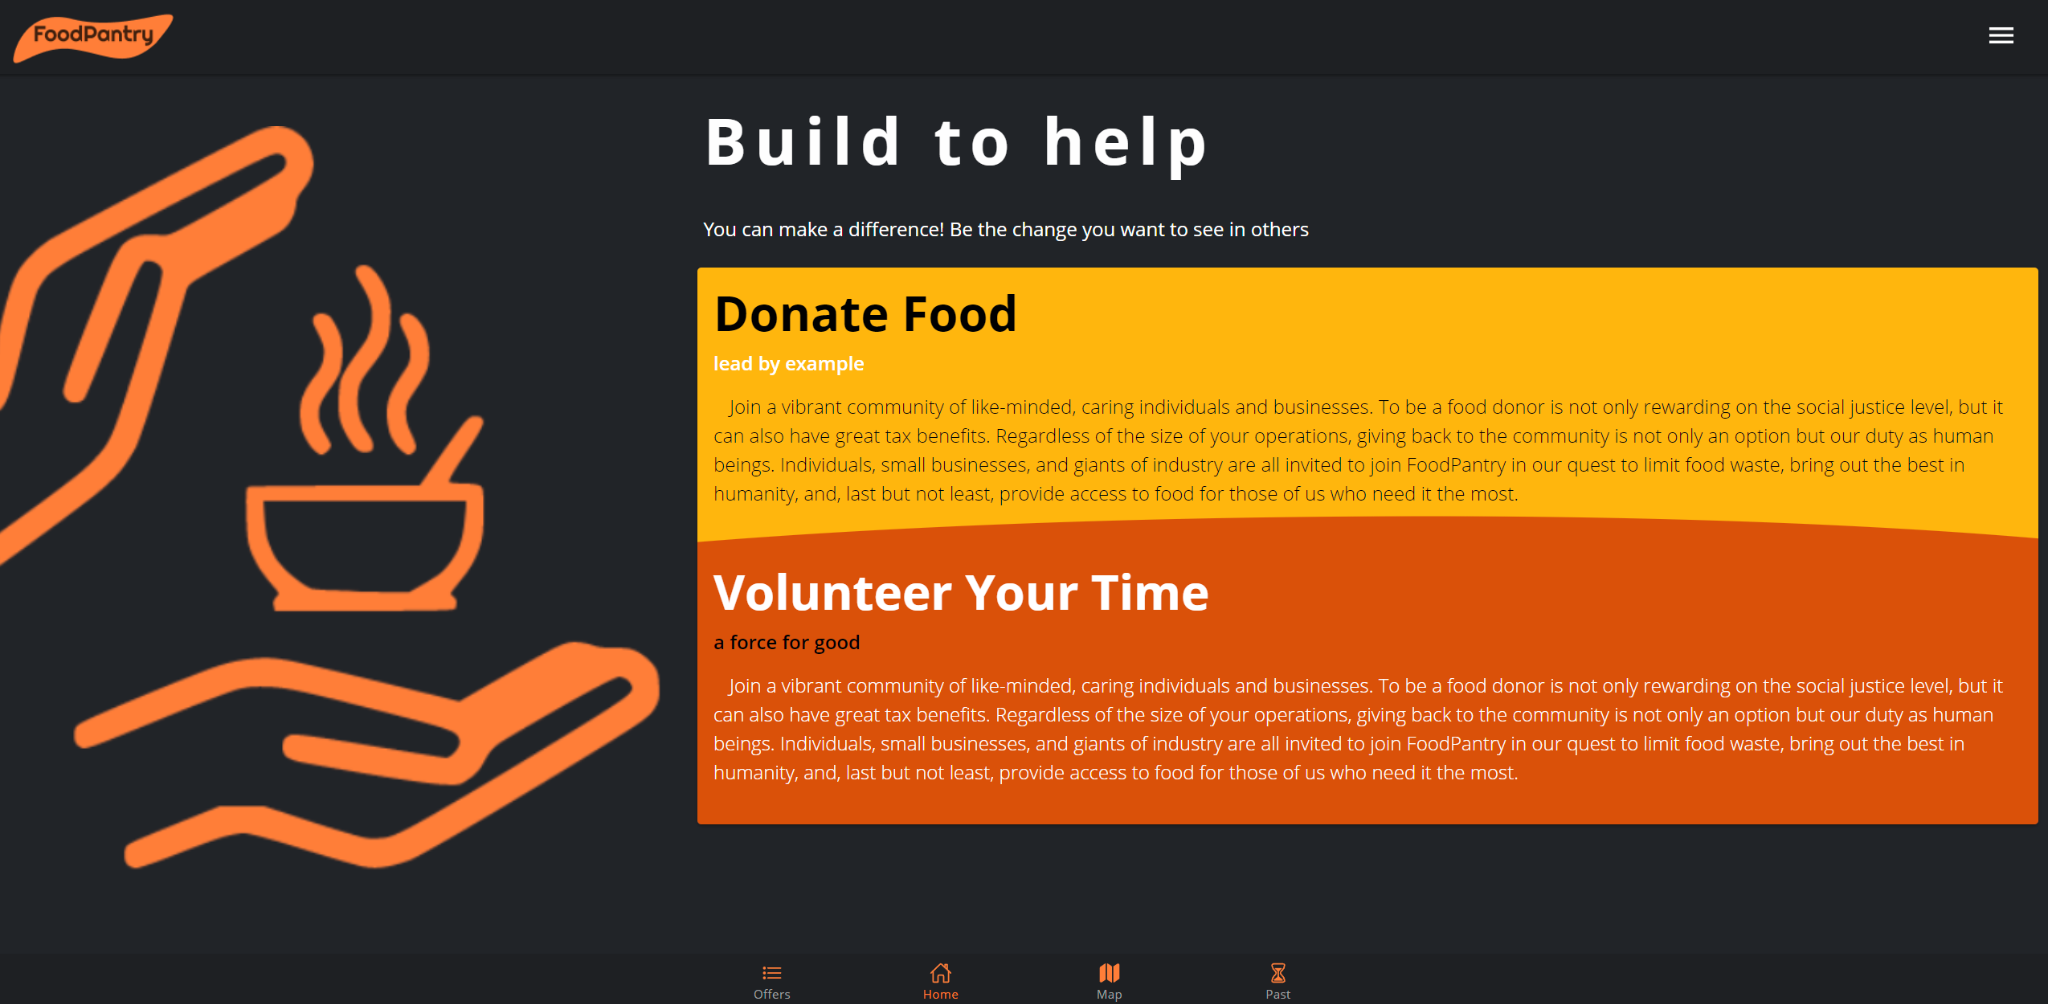 FoodPantry
Build to help
You can make a difference! Be the change you want to see in others
Donate Food
lead by example
Join a vibrant community of like-minded, caring individuals and businesses. To be a food donor is not only rewarding on the social justice level, but it
can also have great tax benefits. Regardless of the size of your operations, giving back to the community is not only an option but our duty as human
beings. Individuals, small businesses, and giants of industry are all invited to join FoodPantry in our quest to limit food waste, bring out the best in
humanity, and, last but not least, provide access to food for those of us who need it the most.
Volunteer Your Time
a force for good
Join a vibrant community of like-minded, caring individuals and businesses. To be a food donor is not only rewarding on the social justice level, but it
can also have great tax benefits. Regardless of the size of your operations, giving back to the community is not only an option but our duty as human
beings. Individuals, small businesses, and giants of industry are all invited to join FoodPantry in our quest to limit food waste, bring out the best in
humanity, and, last but not least, provide access to food for those of us who need it the most.
Offers
Home
Map
Past